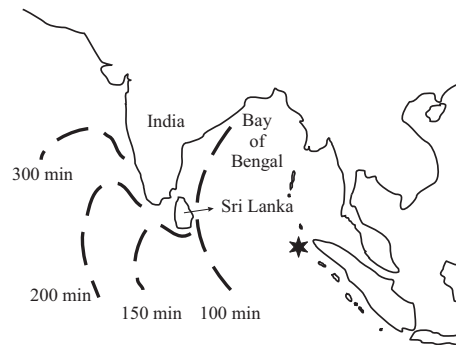 India
Bay
of
Bengal
300 min
Sri Lanka
200 min
150 min
100 min